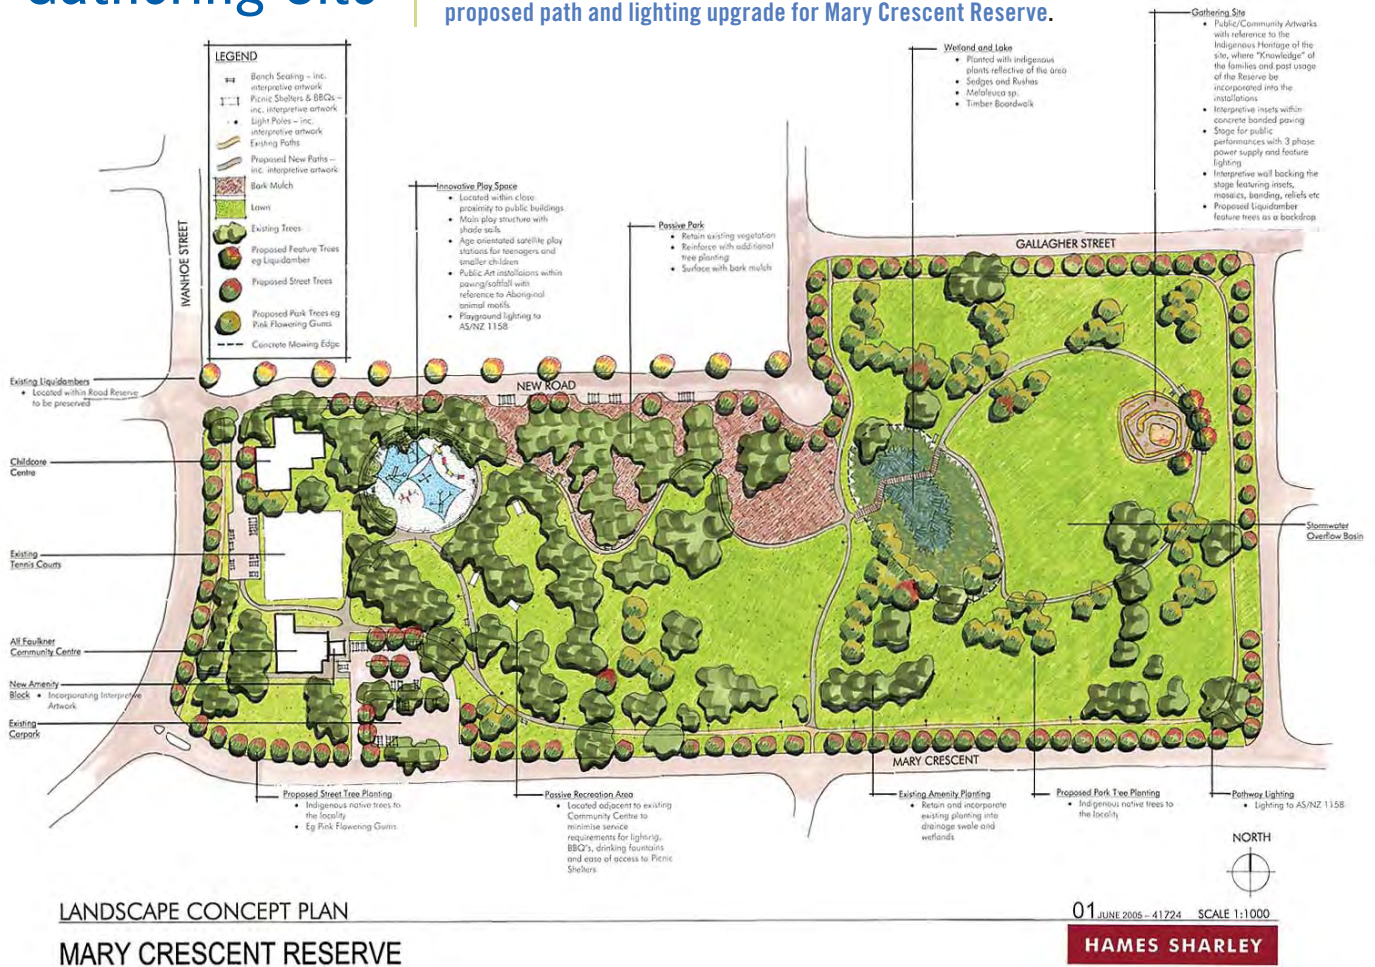 Gathering Site
proposed path and lighting upgrade for Mary Crescent Reserve.
LEGEND
Bench Seating – inc.
interpretive artwork
Picnic Shelters & BBQs –
inc. interpretive artwork
Light Poles – inc.
interpretive artwork
Existing Paths
Proposed New Paths –
inc. interpretive artwork
Bark Mulch
Lawn
Existing Trees
Proposed Feature Trees
eg Liquidamber
Proposed Street Trees
Proposed Park Trees eg
Pink Flowering Gums
Concrete Mowing Edge
IVANHOE STREET
Innovative Play Space
• Located within close
proximity to public buildings
• Main play structure with
shade sails
• Age orientated satellite play
stations for teenagers and
smaller children
• Public Art installaions within
paving/softfall with
reference to Aboriginal
animal motifs
• Playground lighting to
AS/NZ 1158
Passive Park
• Retain existing vegetation
• Reinforce with additional
tree planting
• Surface with bark mulch
Wetland and Lake
• Planted with indigenous
plants reflective of the area
• Sedges and Rushes
• Melaleuca sp.
• Timber Boardwalk
Gathering Site
• Public/Community Artworks
with reference to the
Indigenous Heritage of the
site, where "Knowledge" of
the families and past usage
of the Reserve be
incorporated into the
installations
• Interpretive insets within
concrete banded paving
• Stage for public
performances with 3 phase
power supply and feature
lighting
• Interpretive wall backing the
stage featuring insets,
mosaics, banding, reliefs etc
• Proposed Liquidamber
feature trees as a backdrop
GALLAGHER STREET
NEW ROAD
Existing Liquidambers
• Located within Road Reserve
to be preserved
Childcare
Centre
Existing
Tennis Courts
Alf Faulkner
Community Centre
New Amenity
Block • Incorporating Interpretive
Artwork
Existing
Carpark
Stormwater
Overflow Basin
MARY CRESCENT
Proposed Street Tree Planting
• Indigenous native trees to
the locality
• Eg Pink Flowering Gums
Passive Recreation Area
• Located adjacent to existing
Community Centre to
minimise service
requirements for lighting,
BBQ's, drinking fountains
and ease of access to Picnic
Shelters
Existing Amenity Planting
• Retain and incorporate
existing planting into
drainage swale and
wetlands
Proposed Park Tree Planting
• Indigenous native trees to
the locality
Pathway Lighting
• Lighting to AS/NZ 1158
NORTH
LANDSCAPE CONCEPT PLAN
01 JUNE 2005 – 41724 SCALE 1:1000
MARY CRESCENT RESERVE
HAMES SHARLEY